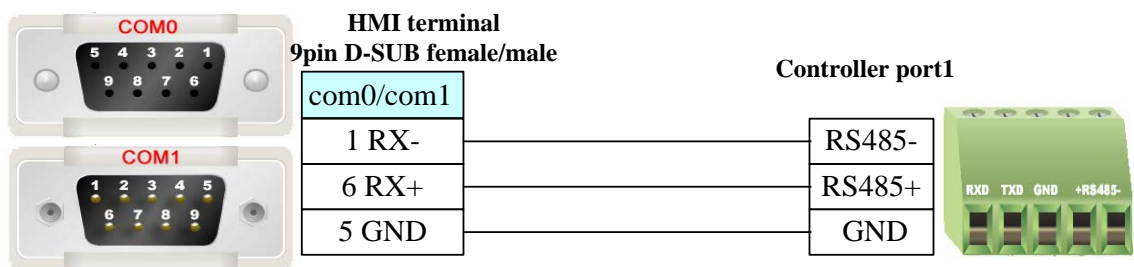 COM0
5 4 3 2 1
9 8 7 6
COM1
1 2 3 4 5
6 7 8 9
HMI terminal
9pin D-SUB female/male
com0/com1
1 RX-
6 RX+
5 GND
Controller port1
RS485-
RS485+
GND
RXD TXD GND +RS485-